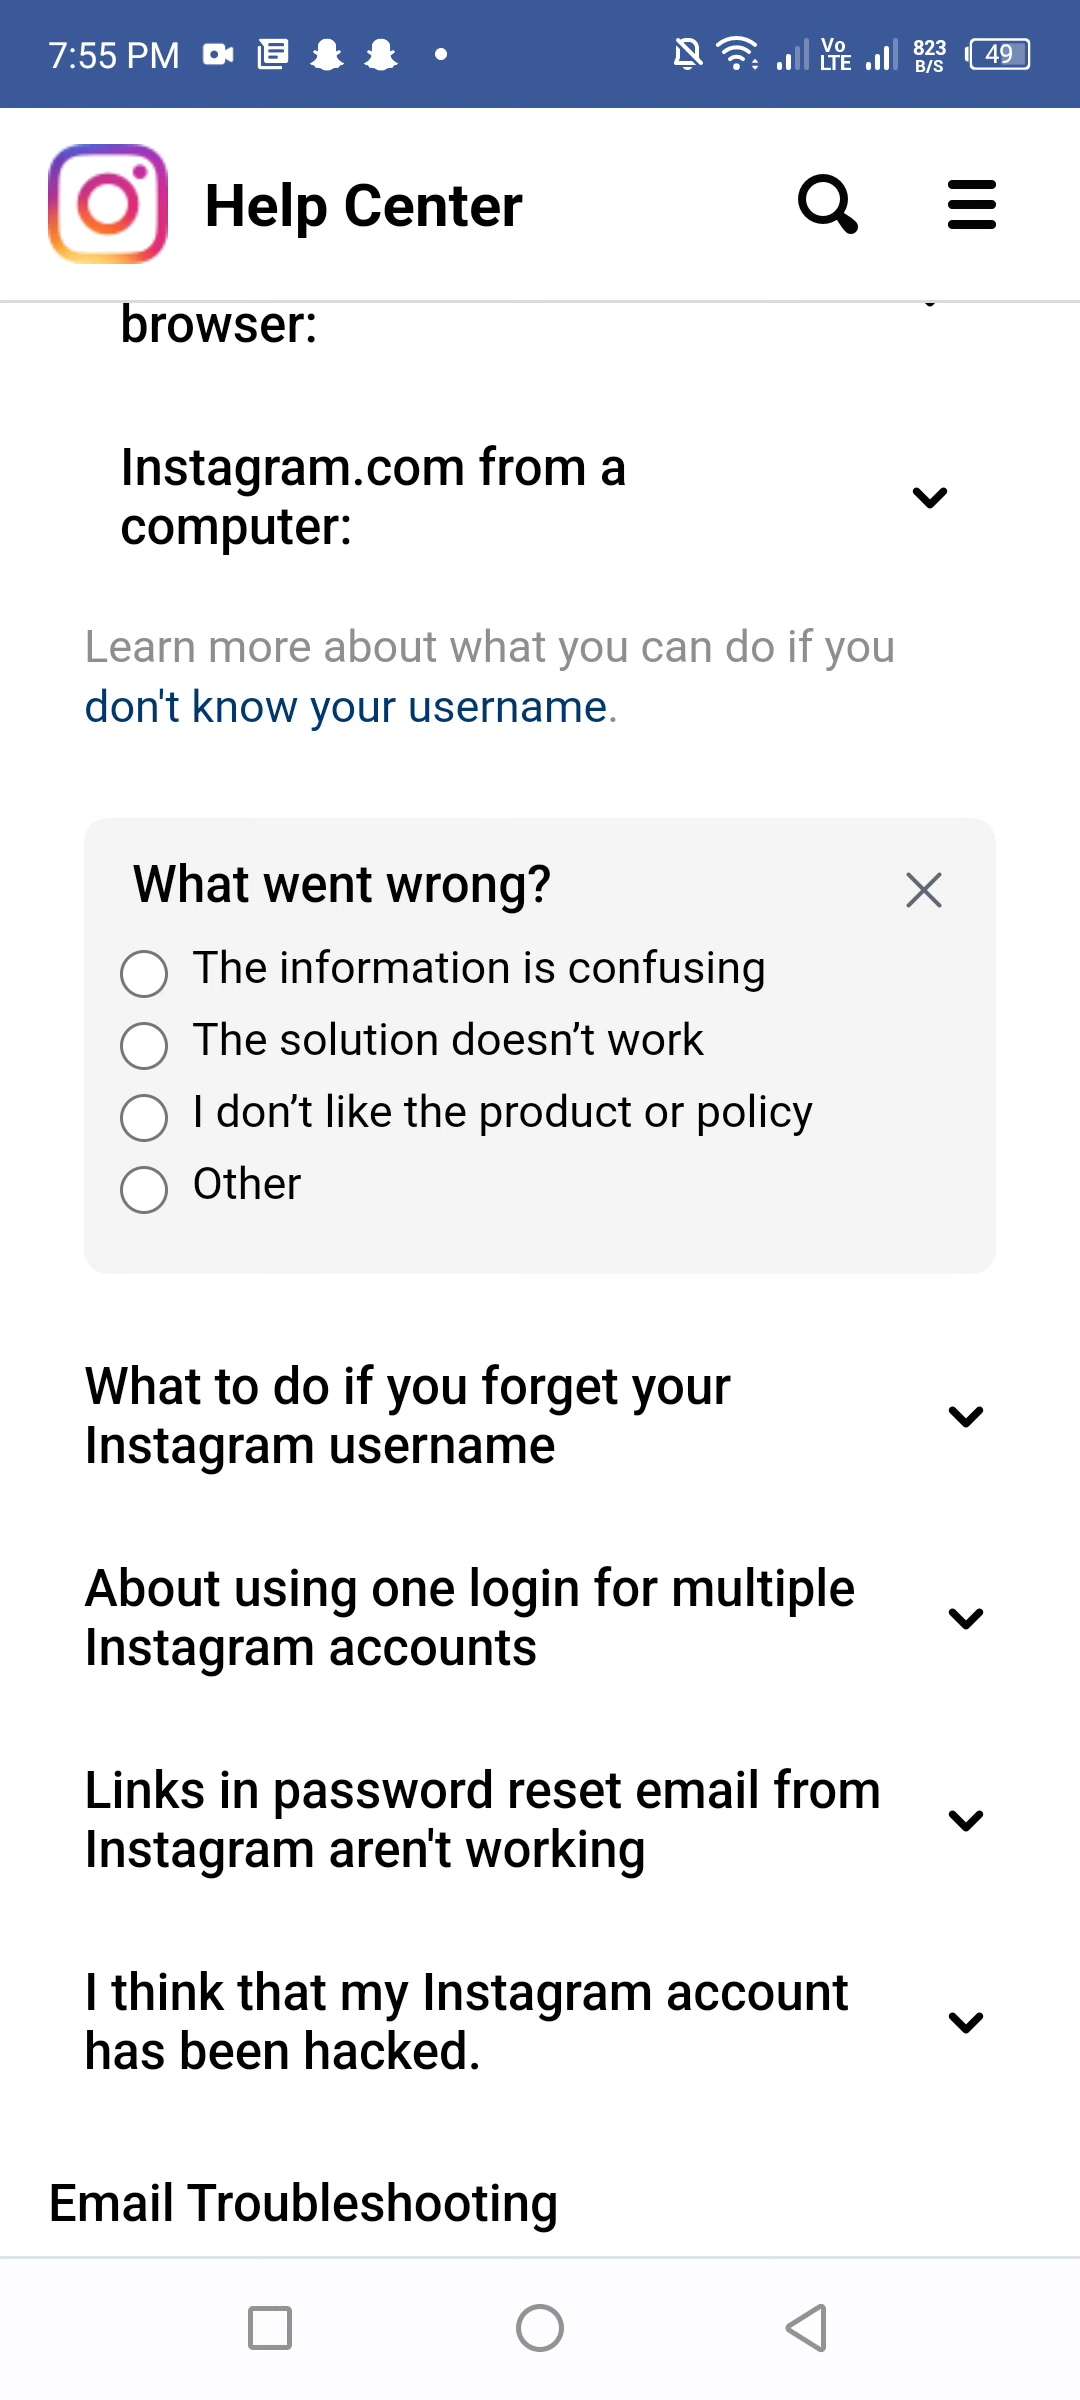 7:55 PM
Vo
LTE
823
B/S
49
Help Center
browser:
Instagram.com from a
computer:
Learn more about what you can do if you
don't know your username.
What went wrong?
The information is confusing
The solution doesn’t work
I don’t like the product or policy
Other
What to do if you forget your
Instagram username
About using one login for multiple
Instagram accounts
Links in password reset email from
Instagram aren't working
I think that my Instagram account
has been hacked.
Email Troubleshooting